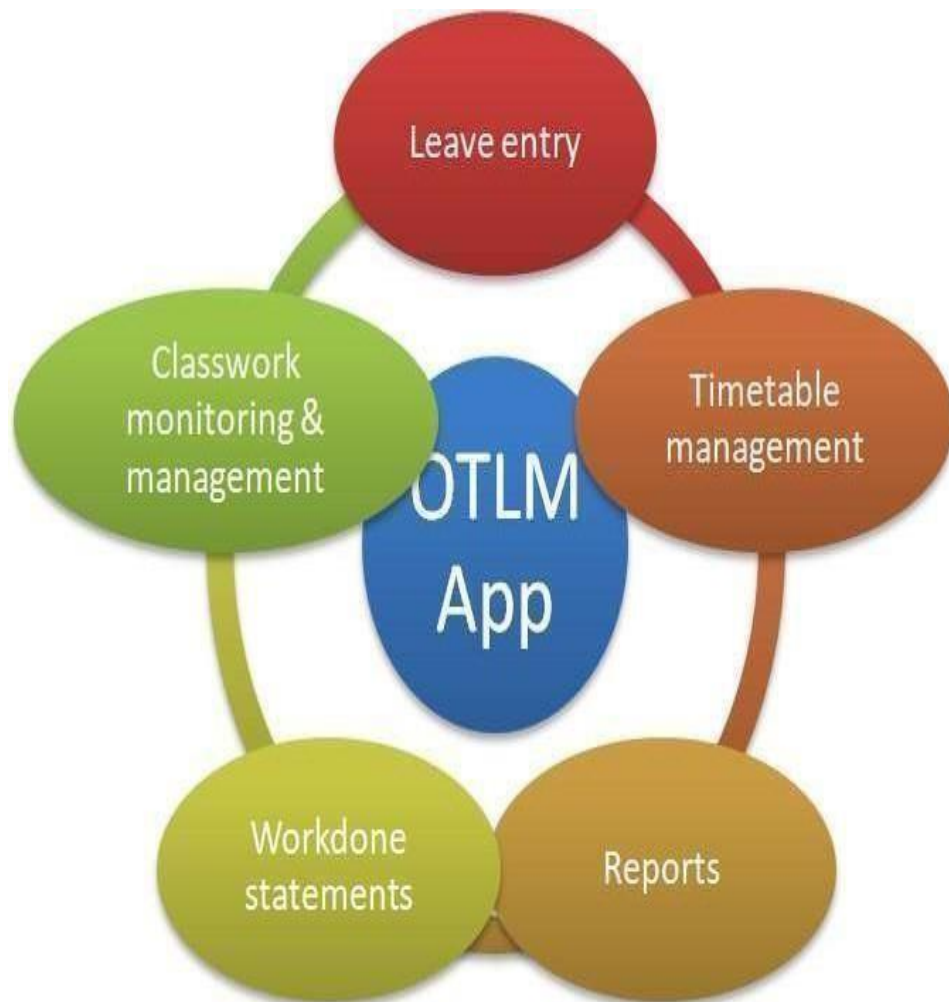 Leave entry
Timetable
management
Reports
Workdone
statements
Classwork
monitoring &
management
OTLM
App